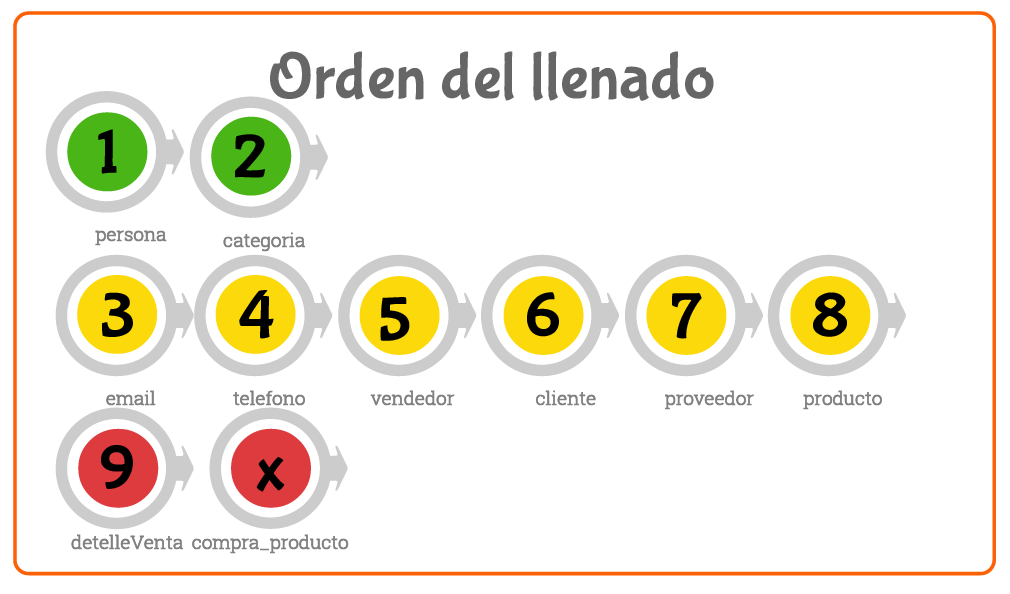 Orden del llenado
1 2
persona categoria
3 4 5 6 7 8
email telefono vendedor cliente proveedor producto
9 x
detelleVenta compra_producto